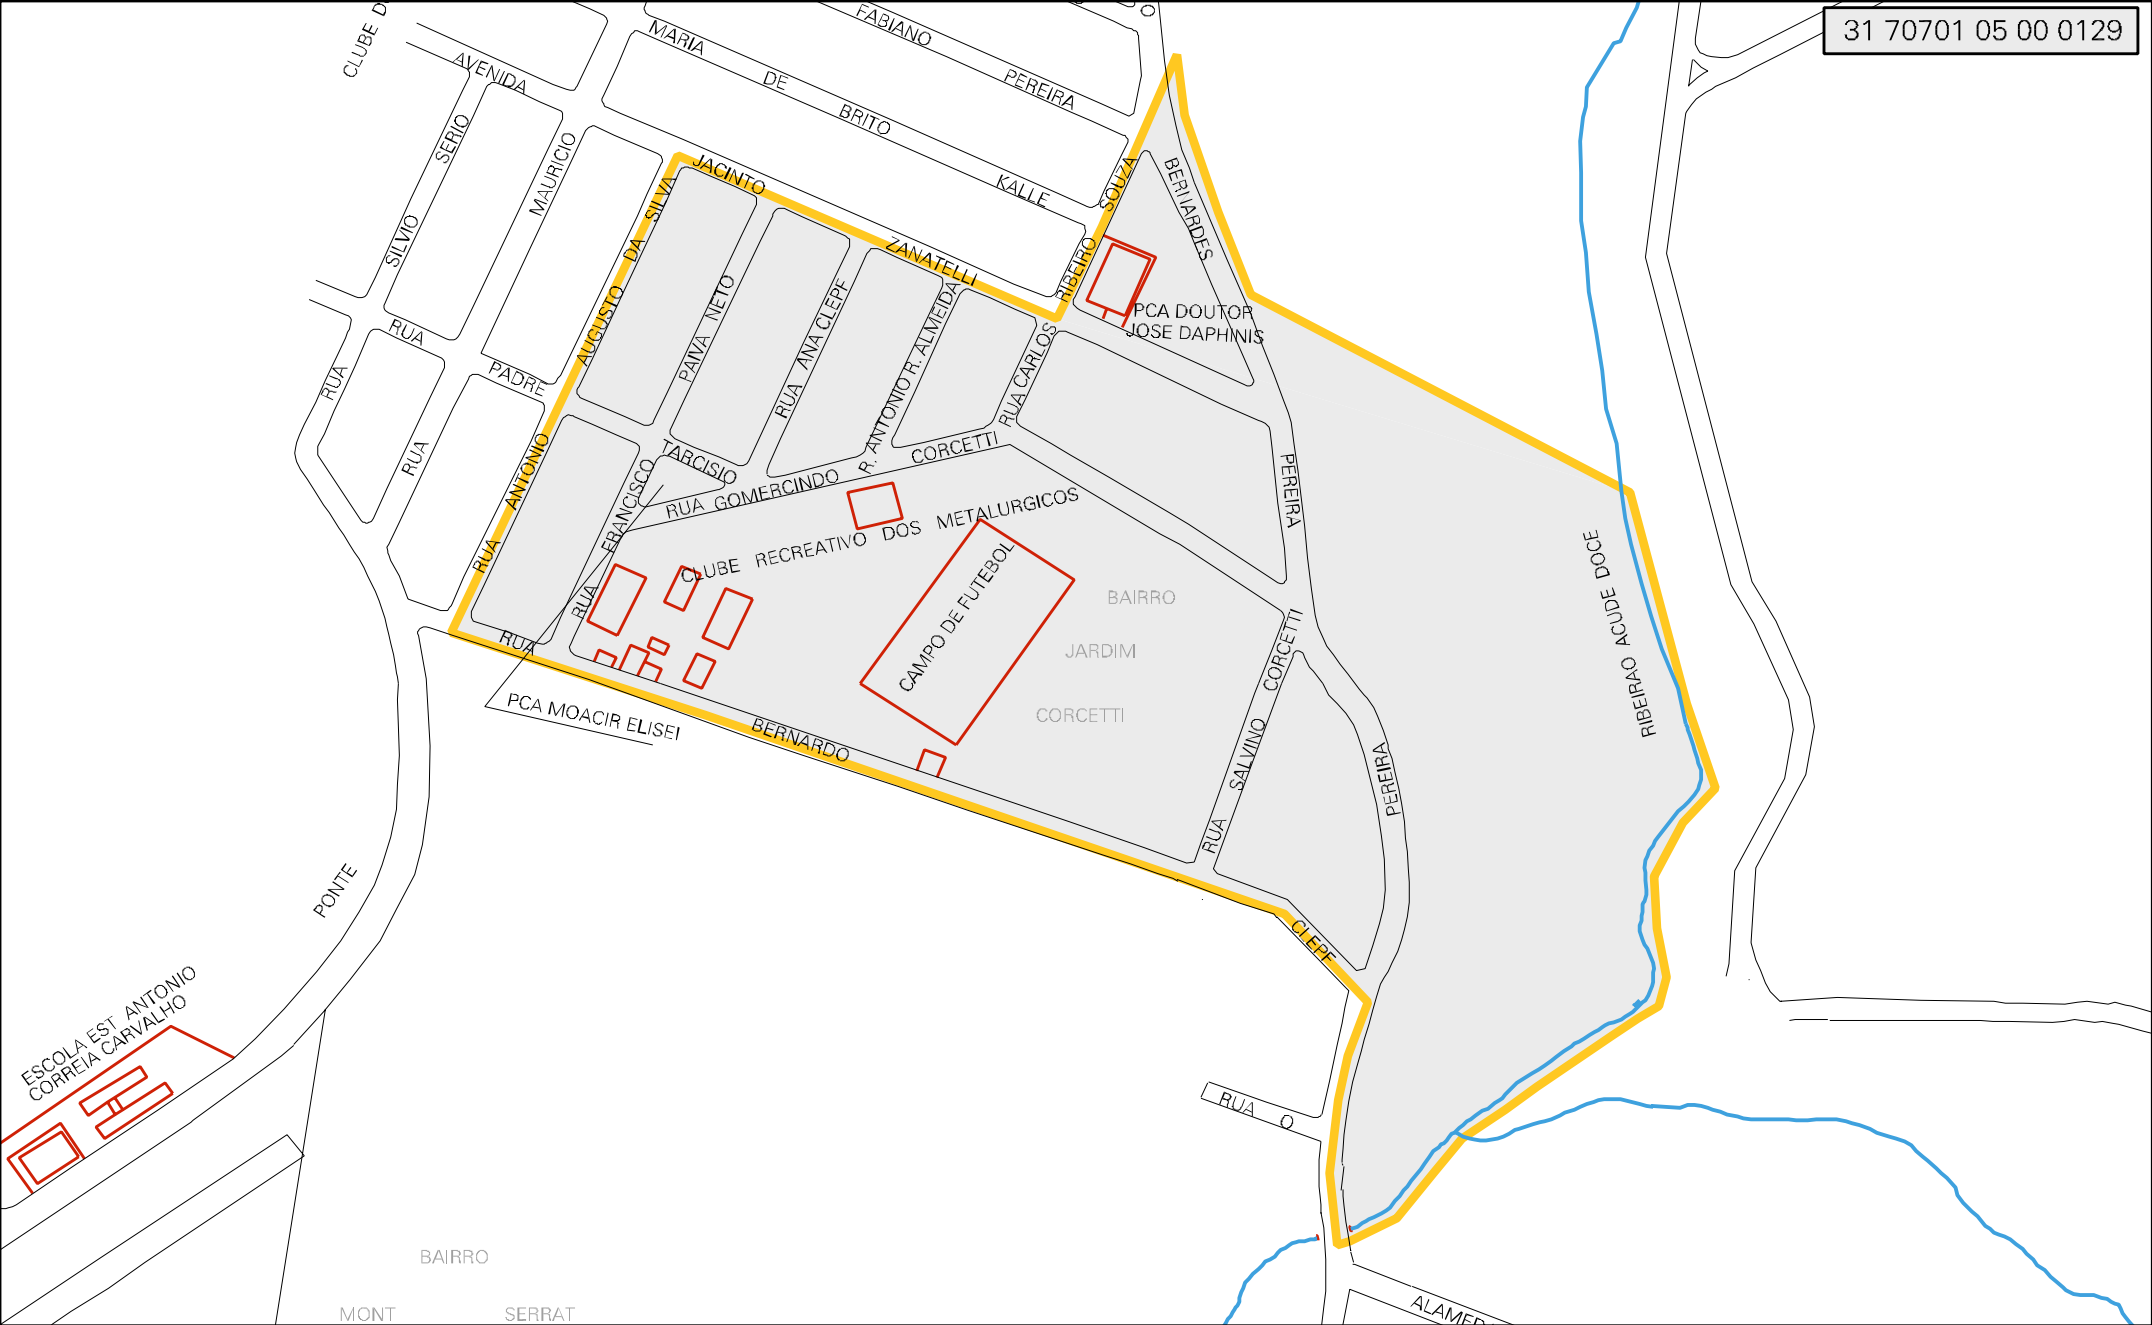 31 70701 05 00 0129
CLUBE
FABIANO PEREIRA
MARIA DE BRITO KALLE
AVENIDA JACINTO ZANATELLI
SILVIO SERIO
MAURICIO
RUA ANTONIO AUGUSTO DA SILVA
RUA CARLOS RIBEIRO SOUZA
BERNARDES PEREIRA
PCA DOUTOR
JOSE DAPHINIS
RUA FRANCISCO PAIVA NETO
RUA ANA CLEPF
R. ANTONIO R. ALMEIDA
RUA PADRE TARCISIO
RUA
RUA
RUA GOMERCINDO CORCETTI
CLUBE RECREATIVO DOS METALURGICOS
CAMPO DE FUTEBOL
BAIRRO
JARDIM
CORCETTI
RIBEIRAO ACUDE DOCE
RUA SALVINO CORCETTI
PEREIRA
RUA BERNARDO CLEPF
PCA MOACIR ELISEI
PONTE
ESCOLA EST ANTONIO
CORREIA CARVALHO
RUA O
BAIRRO
MONT SERRAT